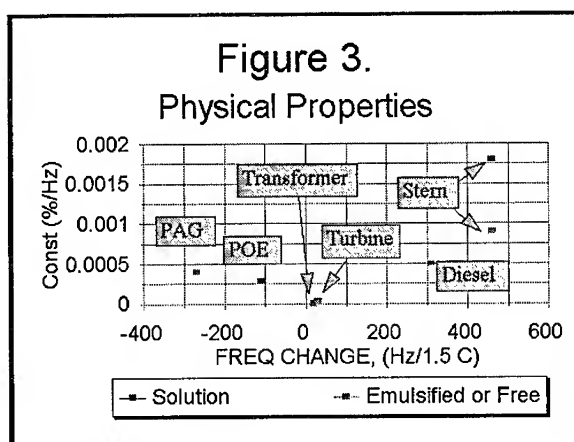 Figure 3.
Physical Properties
Const (%/Hz)
0.002
0.0015
0.001
0.0005
0
Transformer
Stern
PAG
POE
Turbine
Diesel
-400 -200 0 200 400 600
FREQ CHANGE, (Hz/1.5 C)
Solution Emulsified or Free